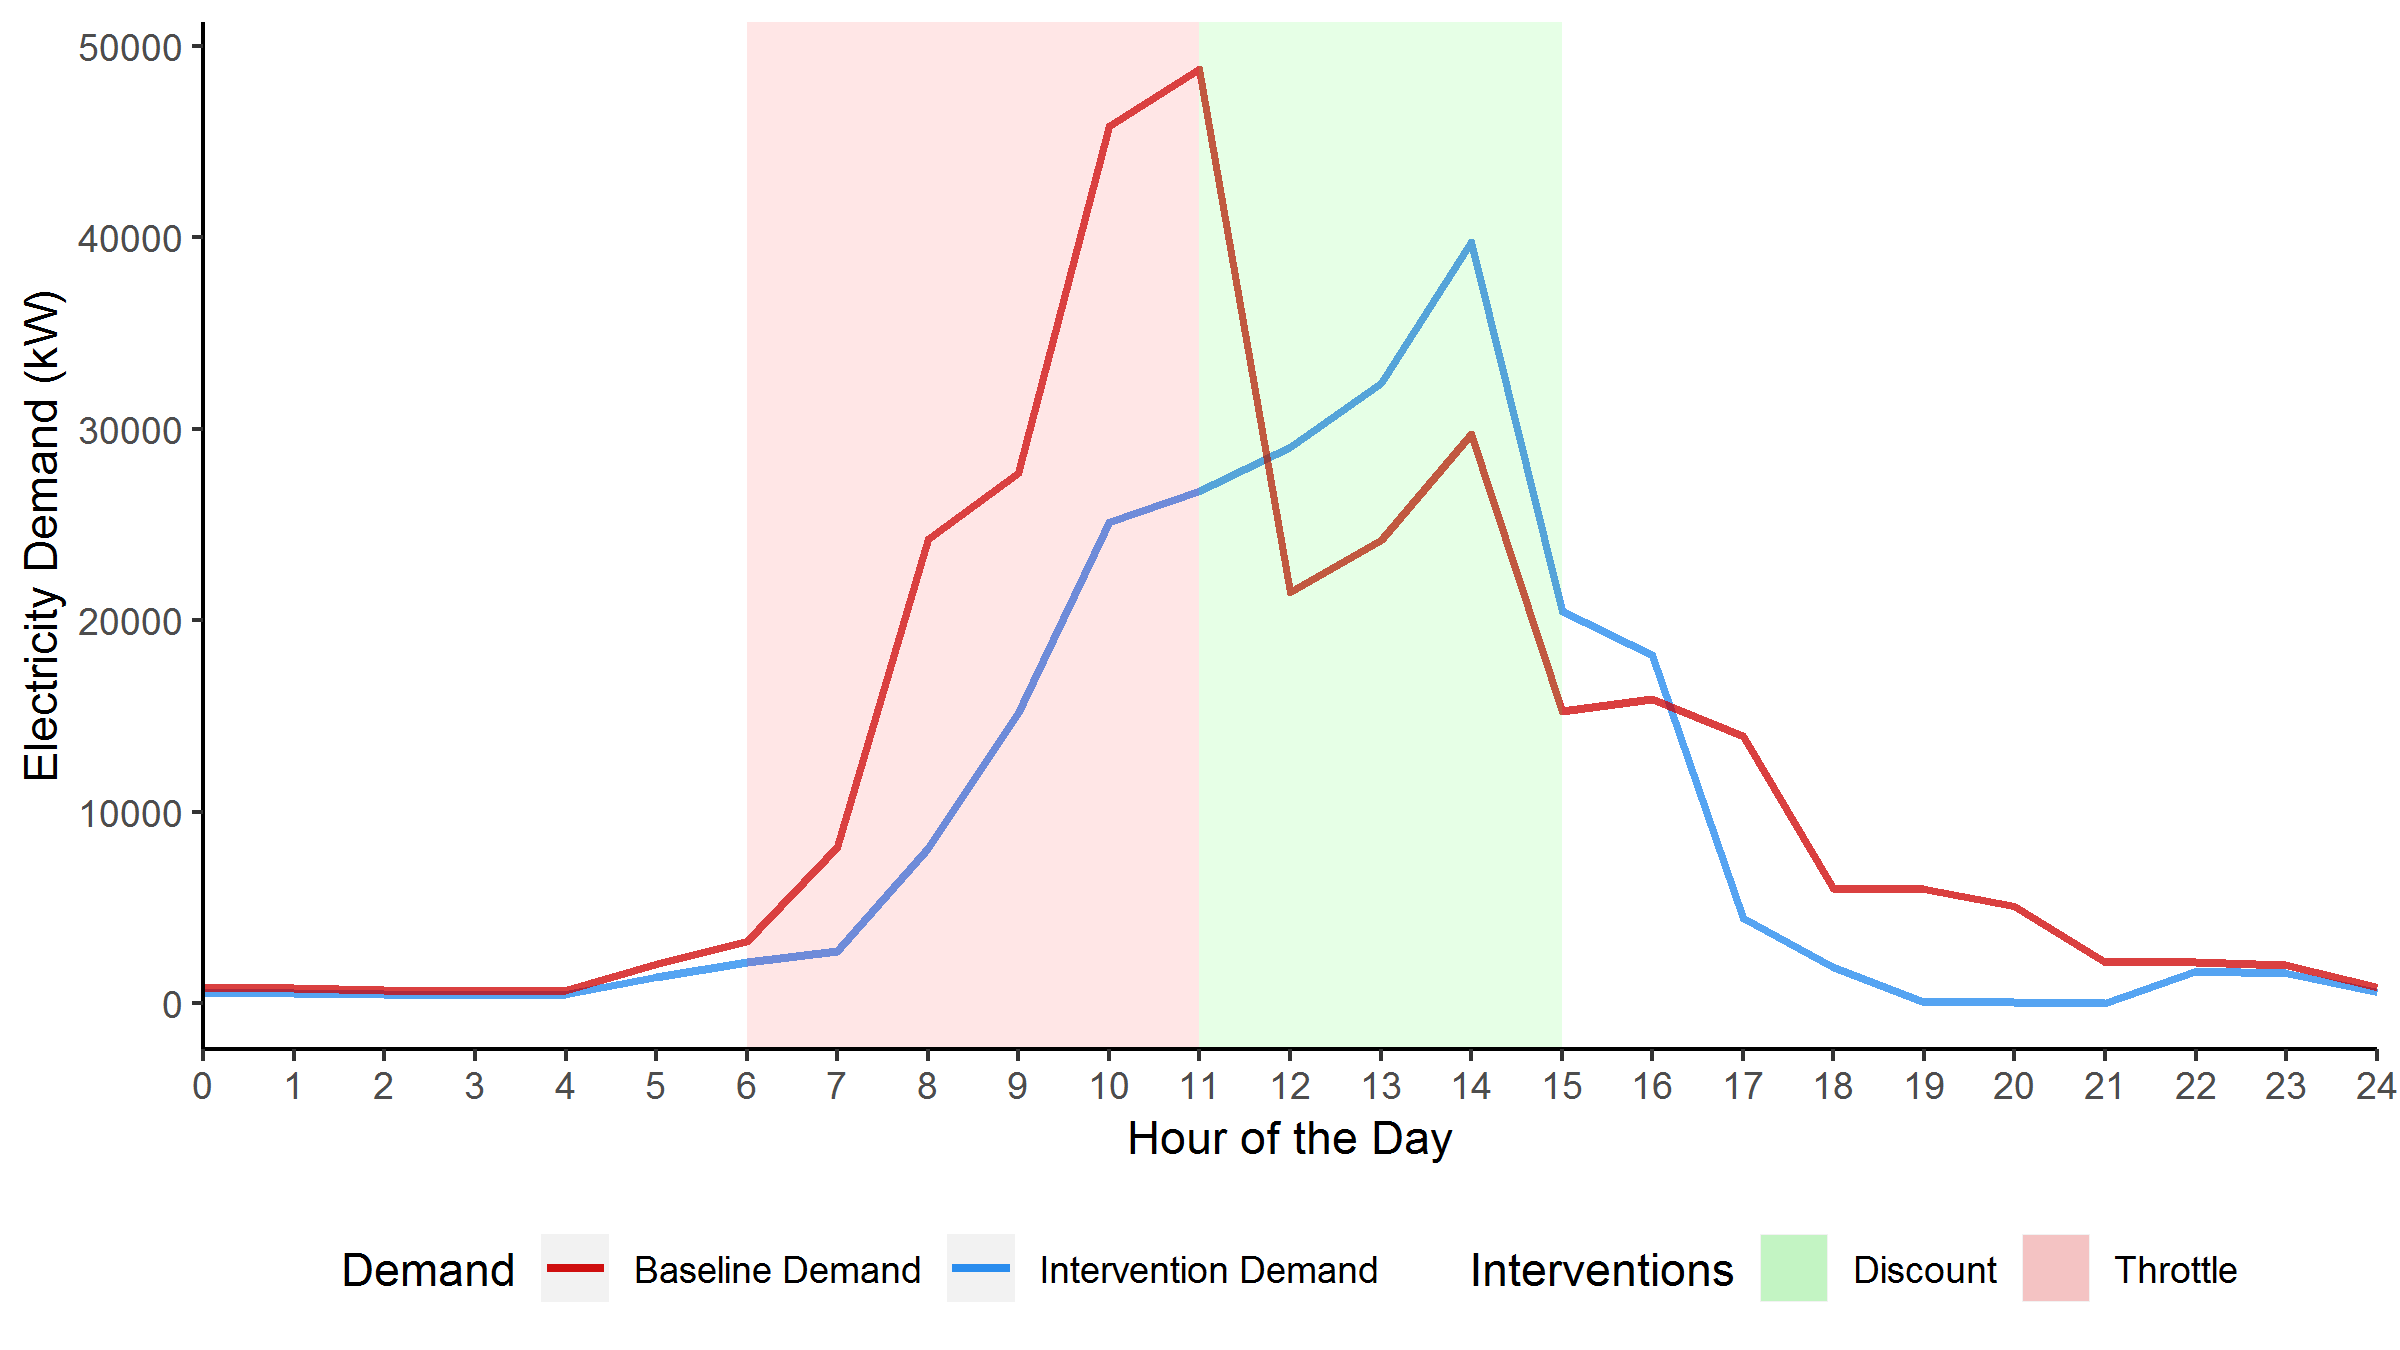 Electricity Demand (kW)
50000
40000
30000
20000
10000
0
0 1 2 3 4 5 6 7 8 9 10 11 12 13 14 15 16 17 18 19 20 21 22 23 24
Hour of the Day
Demand Baseline Demand Intervention Demand Interventions Discount Throttle